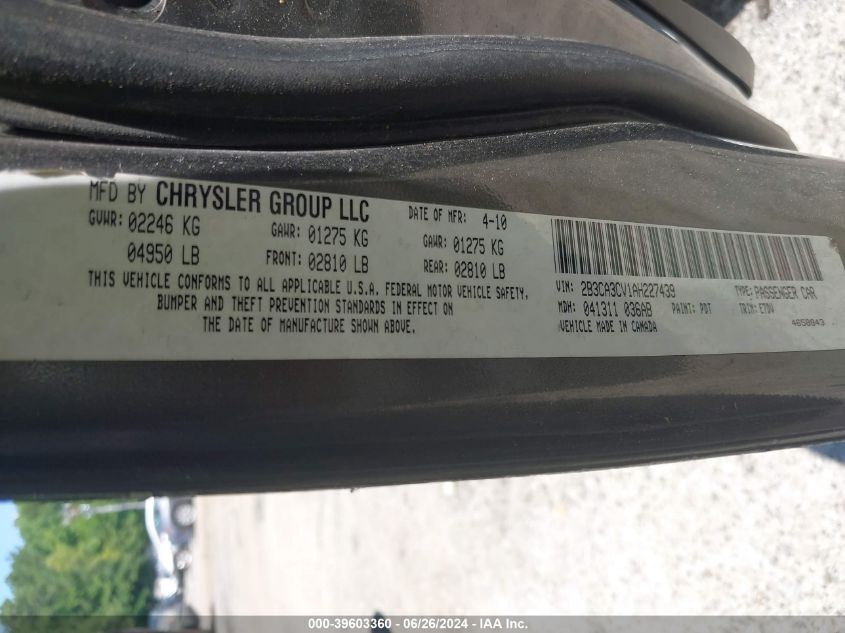 MFD BY CHRYSLER GROUP LLC
DATE OF MFR: 4-10
GVWR: 02246 KG
GAWR: 01275 KG
GAWR: 01275 KG
04950 LB
FRONT: 02810 LB
REAR: 02810 LB
THIS VEHICLE CONFORMS TO ALL APPLICABLE U.S.A. FEDERAL MOTOR VEHICLE SAFETY,
BUMPER AND THEFT PREVENTION STANDARDS IN EFFECT ON
THE DATE OF MANUFACTURE SHOWN ABOVE.
VIN: 2B3CA3CV1AH227439
TYPE: PASSENGER CAR
MDH: 041311 036AB
PAINT: PDT
TRIM: E7DV
VEHICLE MADE IN CANADA
4658843
000-39603360 - 06/26/2024 - IAA Inc.